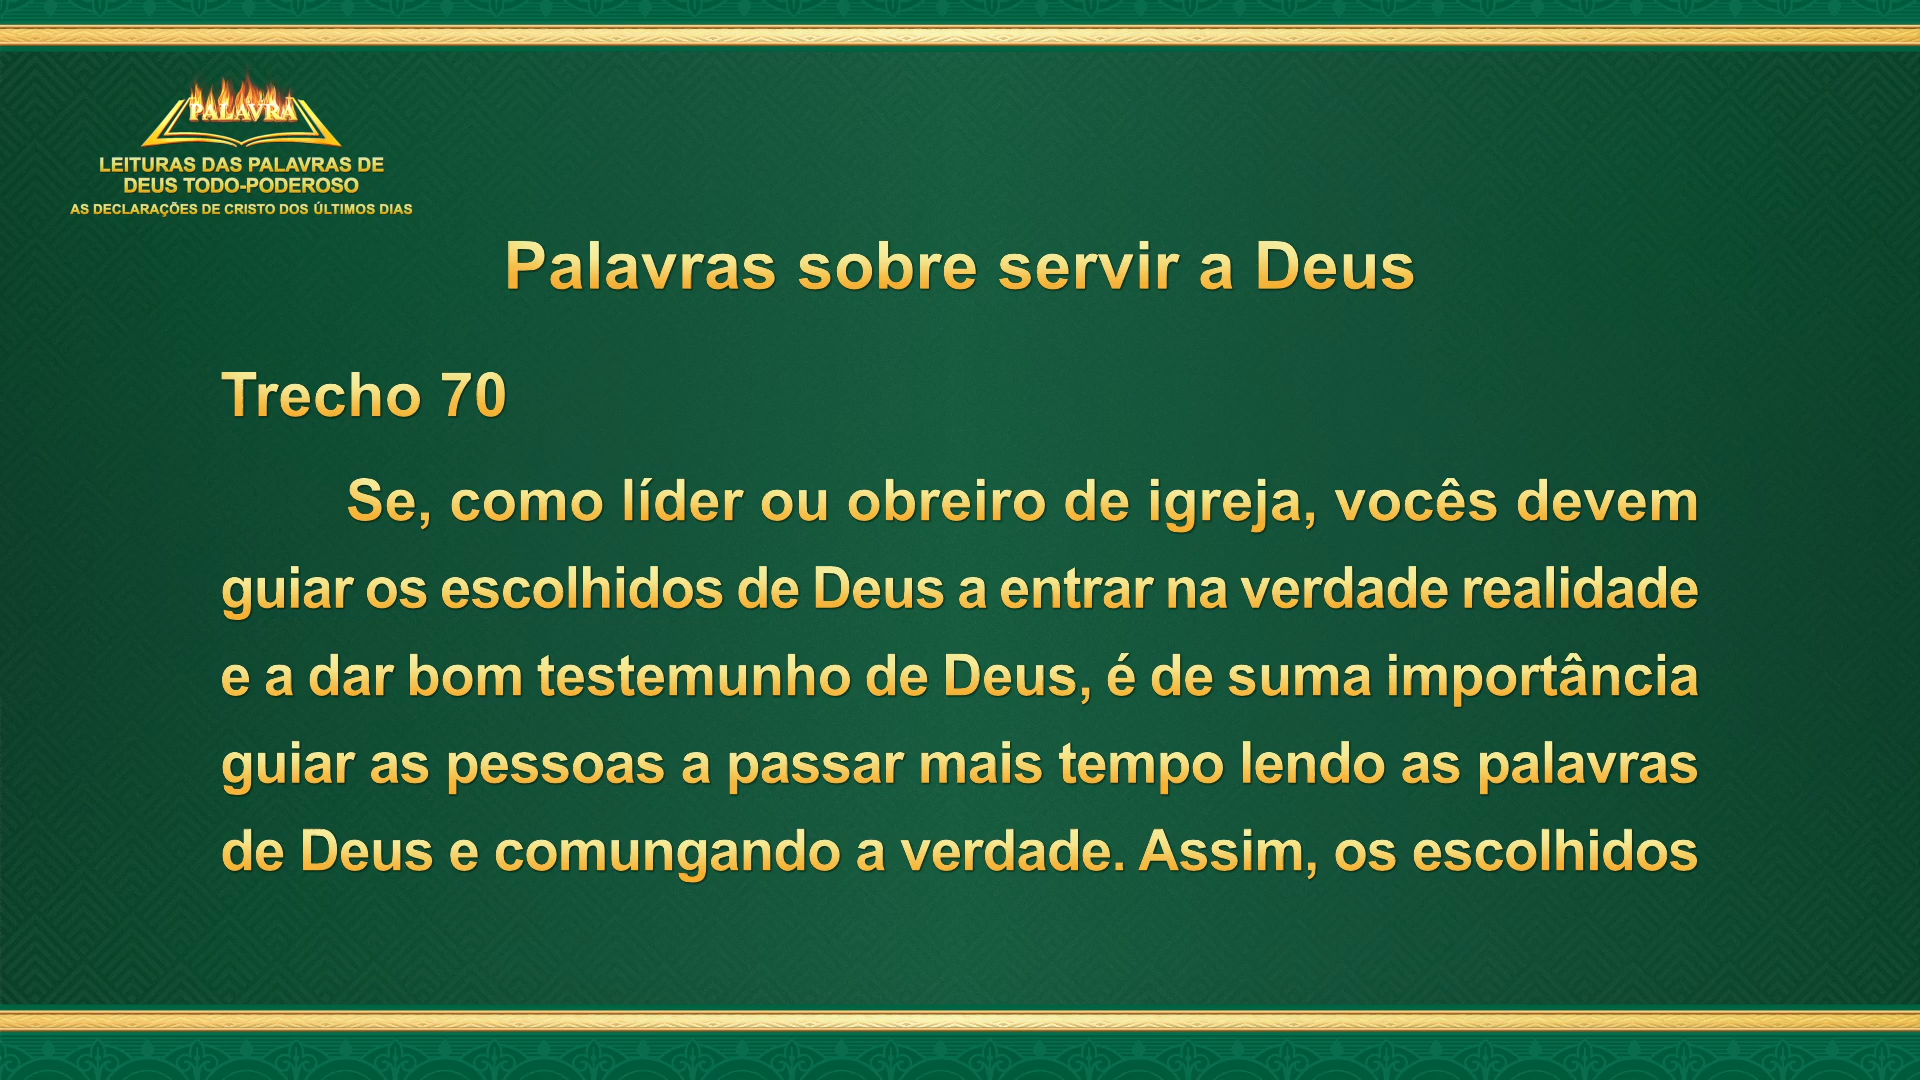 PALAVRA
LEITURAS DAS PALAVRAS DE
DEUS TODO-PODEROSO
AS DECLARAÇÕES DE CRISTO DOS ÚLTIMOS DIAS
Palavras sobre servir a Deus
Trecho 70
Se, como líder ou obreiro de igreja, vocês devem
guiar os escolhidos de Deus a entrar na verdade realidade
e a dar bom testemunho de Deus, é de suma importância
guiar as pessoas a passar mais tempo lendo as palavras
de Deus e comungando a verdade. Assim, os escolhidos